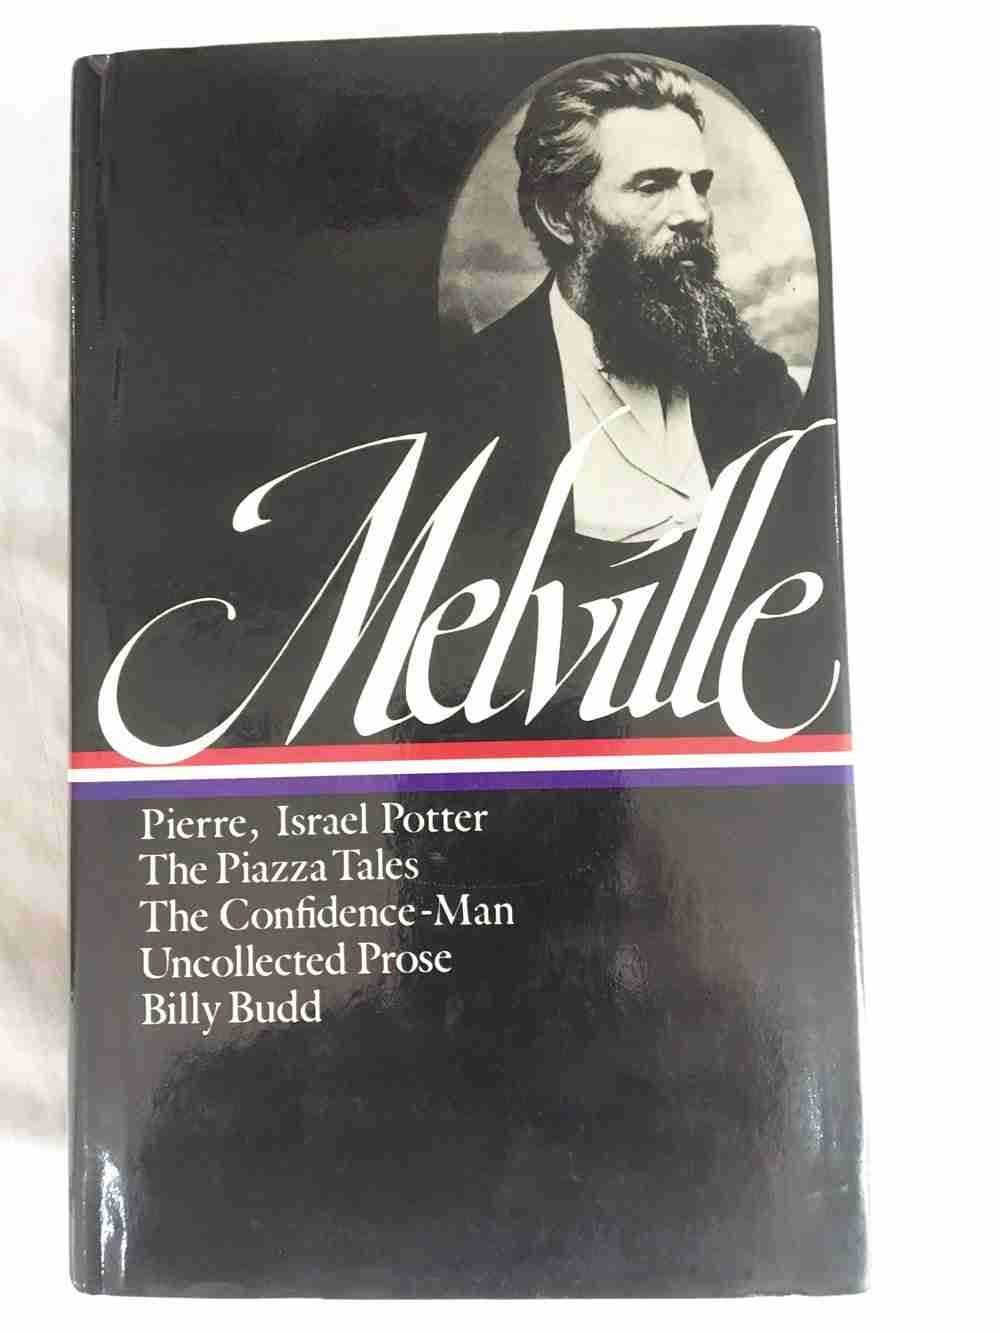 Melville
Pierre, Israel Potter
The Piazza Tales
The Confidence-Man
Uncollected Prose
Billy Budd